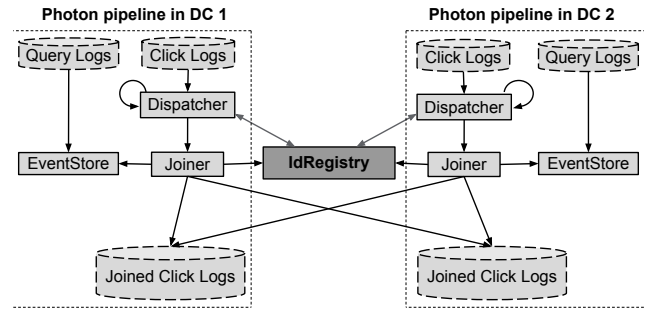 Photon pipeline in DC 1
Photon pipeline in DC 2
Query Logs
Click Logs
Click Logs
Query Logs
Dispatcher
Dispatcher
EventStore
Joiner
IdRegistry
Joiner
EventStore
Joined Click Logs
Joined Click Logs